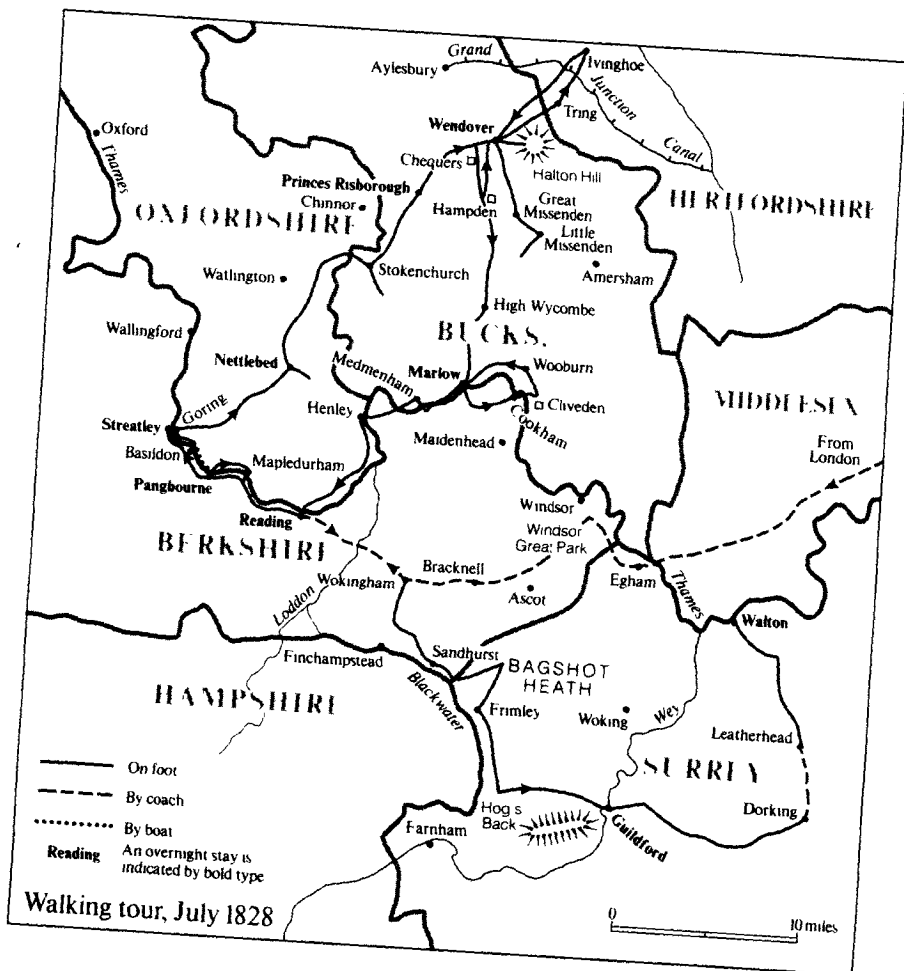 Grand
Ivinghoe
Aylesbury
Junction
Tring
Oxford
Wendover
Canal
Thames
Chequers
Halton Hill
Princes Risborough
Chinnor
Hampden
Great
Missenden
HERTFORDSHIRE
OXFORDSHIRE
Little
Missenden
Watlington
Stokenchurch
Amersham
High Wycombe
Wallingford
BUCKS.
Nettlebed
Medmenham
Marlow
Wooburn
MIDDLESEX
Goring
Henley
Cliveden
Cookham
Streatley
Maidenhead
From
London
Basildon
Mapledurham
Pangbourne
Reading
Windsor
BERKSHIRE
Windsor
Great Park
Bracknell
Wokingham
Egham
Thames
Loddon
Ascot
Walton
Sandhurst
Finchampstead
BAGSHOT
HEATH
Blackwater
HAMPSHIRE
Frimley
Woking
Wey
Leatherhead
SURREY
On foot
By coach
Dorking
Hog's
Back
By boat
Farnham
Guildford
Reading An overnight stay is
indicated by bold type
Walking tour, July 1828
0 10 miles